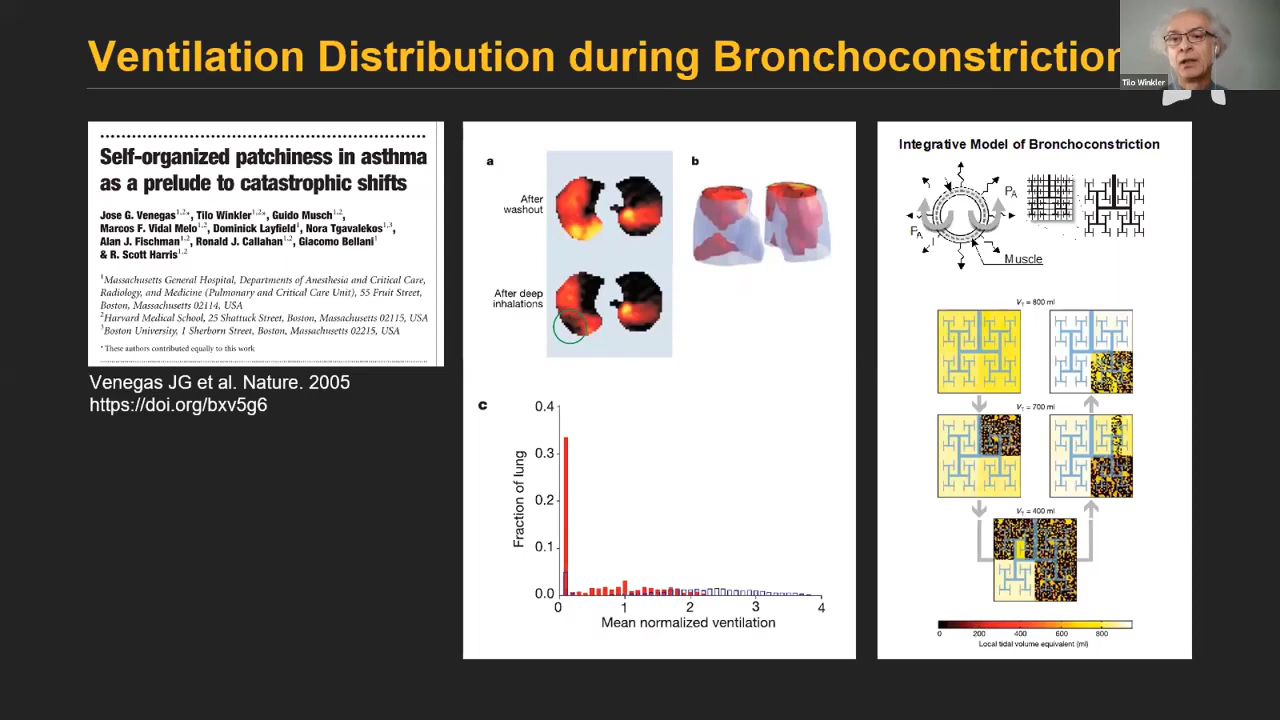 Ventilation Distribution during Bronchoconstriction
Tilo Winkler
Self-organized patchiness in asthma
as a prelude to catastrophic shifts
Jose G. Venegas1,2*, Tilo Winkler1,2*, Guido Musch1,2,
Marcos F. Vidal Melo1,2, Dominick Layfield1, Nora Tgavalekos1,3,
Alan J. Fischman1,2, Ronald J. Callahan1,2, Giacomo Bellani1
& R. Scott Harris1,2
1Massachusetts General Hospital, Departments of Anesthesia and Critical Care,
Radiology, and Medicine (Pulmonary and Critical Care Unit), 55 Fruit Street,
Boston, Massachusetts 02114, USA
2Harvard Medical School, 25 Shattuck Street, Boston, Massachusetts 02115, USA
3Boston University, 1 Sherborn Street, Boston, Massachusetts 02215, USA
* These authors contributed equally to this work
Venegas JG et al. Nature. 2005
https://doi.org/bxv5g6
a
After
washout
After deep
inhalations
b
c
0.4
0.3
0.2
0.1
0.0
Fraction of lung
0 1 2 3 4
Mean normalized ventilation
Integrative Model of Bronchoconstriction
PA
PA
Muscle
VT = 800 ml
VT = 700 ml
VT = 400 ml
0 200 400 600 800
Local tidal volume equivalent (ml)